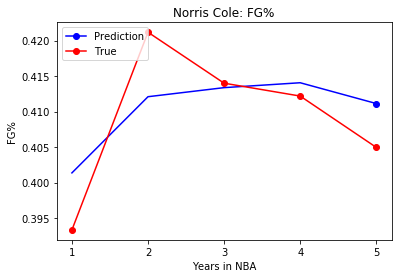 Norris Cole: FG%
Prediction
True
0.420
0.415
0.410
0.405
0.400
0.395
FG%
1 2 3 4 5
Years in NBA